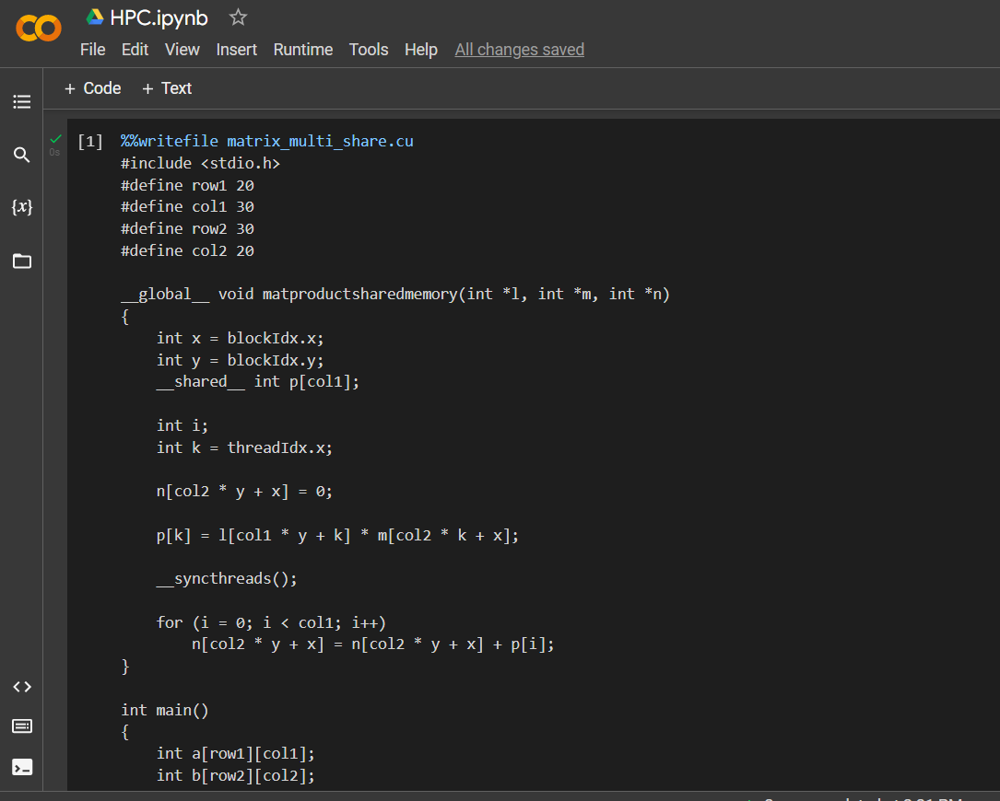 HPC.ipynb
File Edit View Insert Runtime Tools Help All changes saved
+ Code + Text
{x}
0s
[1] %%writefile matrix_multi_share.cu
#include <stdio.h>
#define row1 20
#define col1 30
#define row2 30
#define col2 20
__global__ void matproductsharedmemory(int *l, int *m, int *n)
{
    int x = blockIdx.x;
    int y = blockIdx.y;
    __shared__ int p[col1];
    int i;
    int k = threadIdx.x;
    n[col2 * y + x] = 0;
    p[k] = l[col1 * y + k] * m[col2 * k + x];
    __syncthreads();
    for (i = 0; i < col1; i++)
        n[col2 * y + x] = n[col2 * y + x] + p[i];
}
int main()
{
    int a[row1][col1];
    int b[row2][col2];